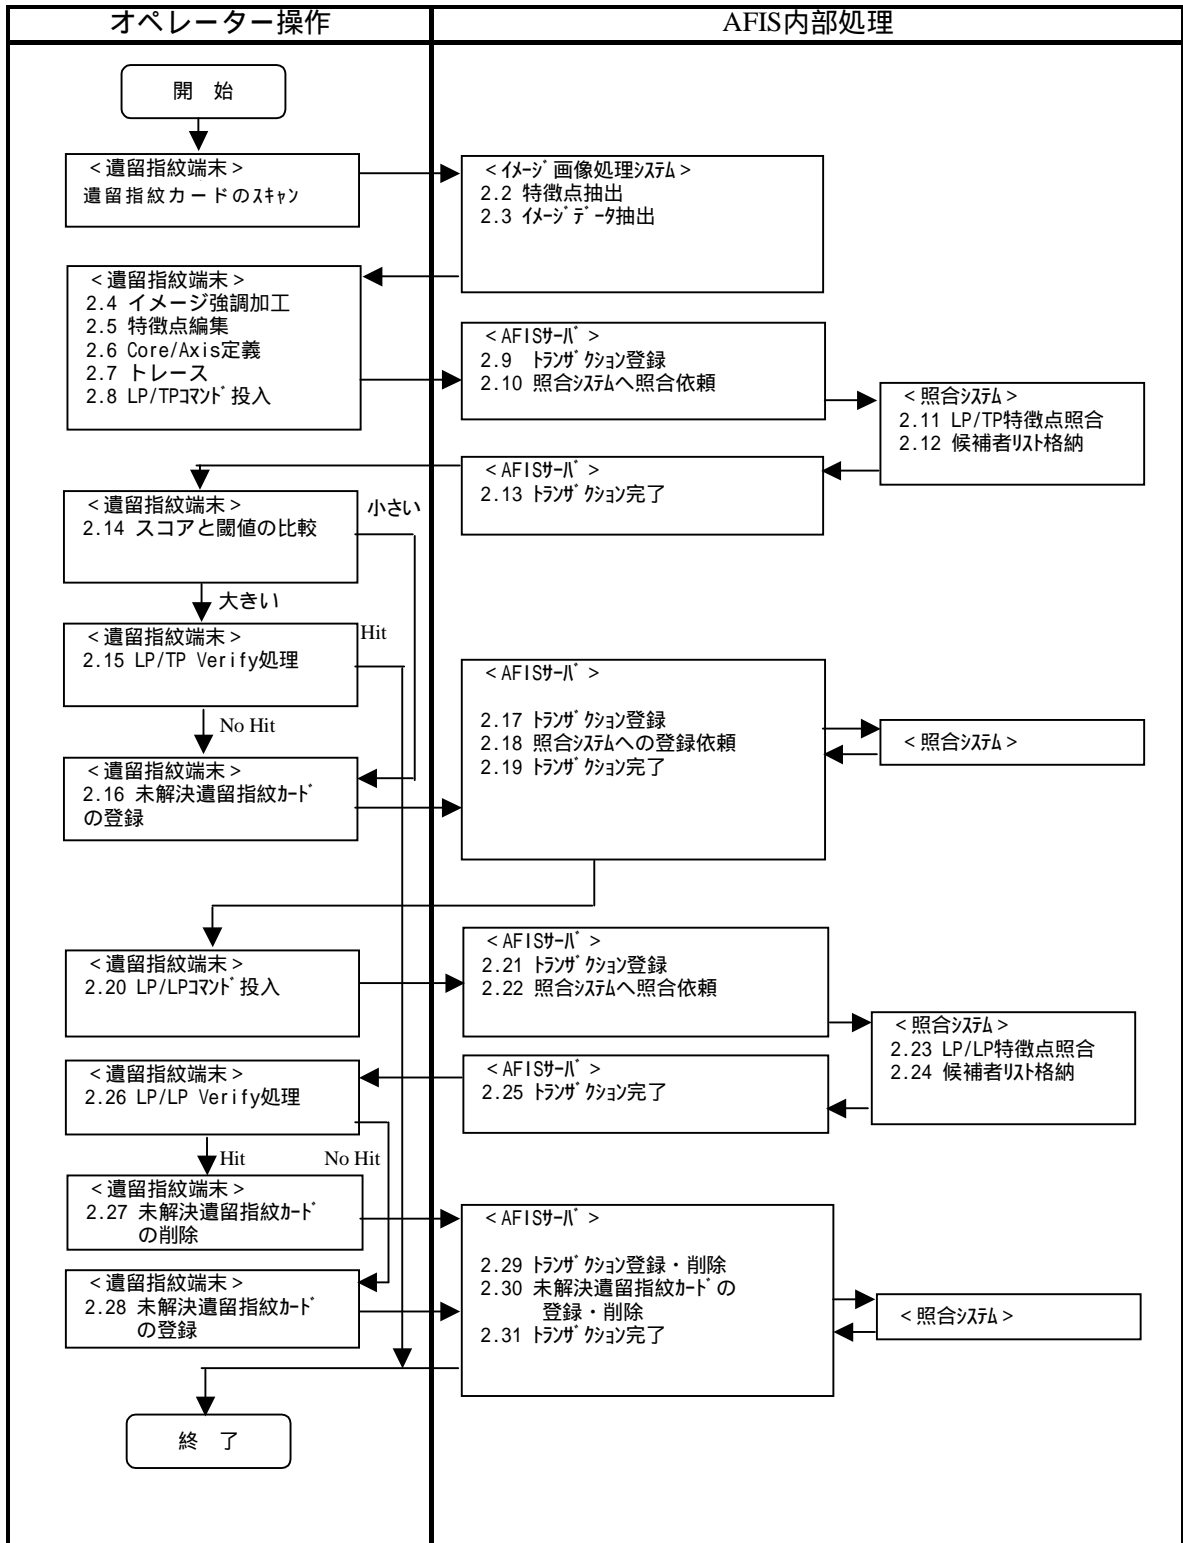 オペレーター操作
AFIS内部処理
開　始
＜遺留指紋端末＞
遺留指紋カードのｽｷｬﾝ
＜ｲﾒｰｼﾞ画像処理ｼｽﾃﾑ＞
2.2 特徴点抽出
2.3 ｲﾒｰｼﾞﾃﾞｰﾀ抽出
＜遺留指紋端末＞
2.4 イメージ強調加工
2.5 特徴点編集
2.6 Core/Axis定義
2.7 トレース
2.8 LP/TPｺﾏﾝﾄﾞ投入
＜AFISｻｰﾊﾞ＞
2.9 ﾄﾗﾝｻﾞｸｼｮﾝ登録
2.10 照合ｼｽﾃﾑへ照合依頼
＜照合ｼｽﾃﾑ＞
2.11 LP/TP特徴点照合
2.12 候補者ﾘｽﾄ格納
＜AFISｻｰﾊﾞ＞
2.13 ﾄﾗﾝｻﾞｸｼｮﾝ完了
＜遺留指紋端末＞
2.14 スコアと閾値の比較
小さい
大きい
＜遺留指紋端末＞
2.15 LP/TP Verify処理
Hit
No Hit
＜遺留指紋端末＞
2.16 未解決遺留指紋ｶｰﾄﾞ
の登録
＜AFISｻｰﾊﾞ＞
2.17 ﾄﾗﾝｻﾞｸｼｮﾝ登録
2.18 照合ｼｽﾃﾑへの登録依頼
2.19 ﾄﾗﾝｻﾞｸｼｮﾝ完了
＜照合ｼｽﾃﾑ＞
＜遺留指紋端末＞
2.20 LP/LPｺﾏﾝﾄﾞ投入
＜AFISｻｰﾊﾞ＞
2.21 ﾄﾗﾝｻﾞｸｼｮﾝ登録
2.22 照合ｼｽﾃﾑへ照合依頼
＜照合ｼｽﾃﾑ＞
2.23 LP/LP特徴点照合
2.24 候補者ﾘｽﾄ格納
＜AFISｻｰﾊﾞ＞
2.25 ﾄﾗﾝｻﾞｸｼｮﾝ完了
＜遺留指紋端末＞
2.26 LP/LP Verify処理
Hit
No Hit
＜遺留指紋端末＞
2.27 未解決遺留指紋ｶｰﾄﾞ
の削除
＜遺留指紋端末＞
2.28 未解決遺留指紋ｶｰﾄﾞ
の登録
＜AFISｻｰﾊﾞ＞
2.29 ﾄﾗﾝｻﾞｸｼｮﾝ登録・削除
2.30 未解決遺留指紋ｶｰﾄﾞの
登録・削除
2.31 ﾄﾗﾝｻﾞｸｼｮﾝ完了
＜照合ｼｽﾃﾑ＞
終　了